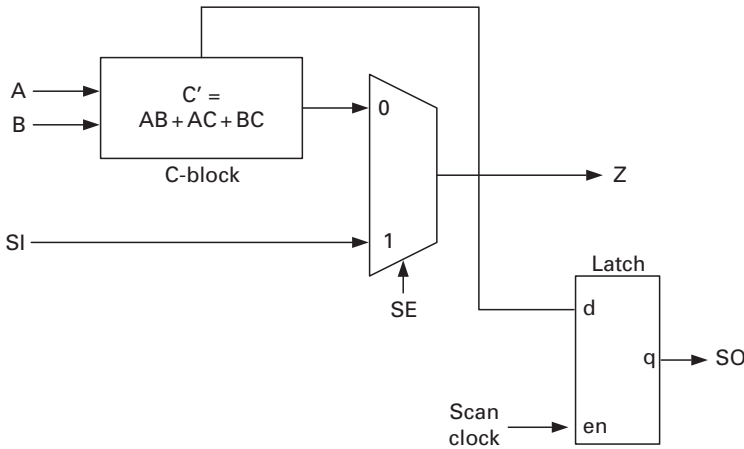 A
B
C′ =
AB + AC + BC
C-block
0
Z
SI
1
SE
Latch
d
q
SO
Scan
clock
en